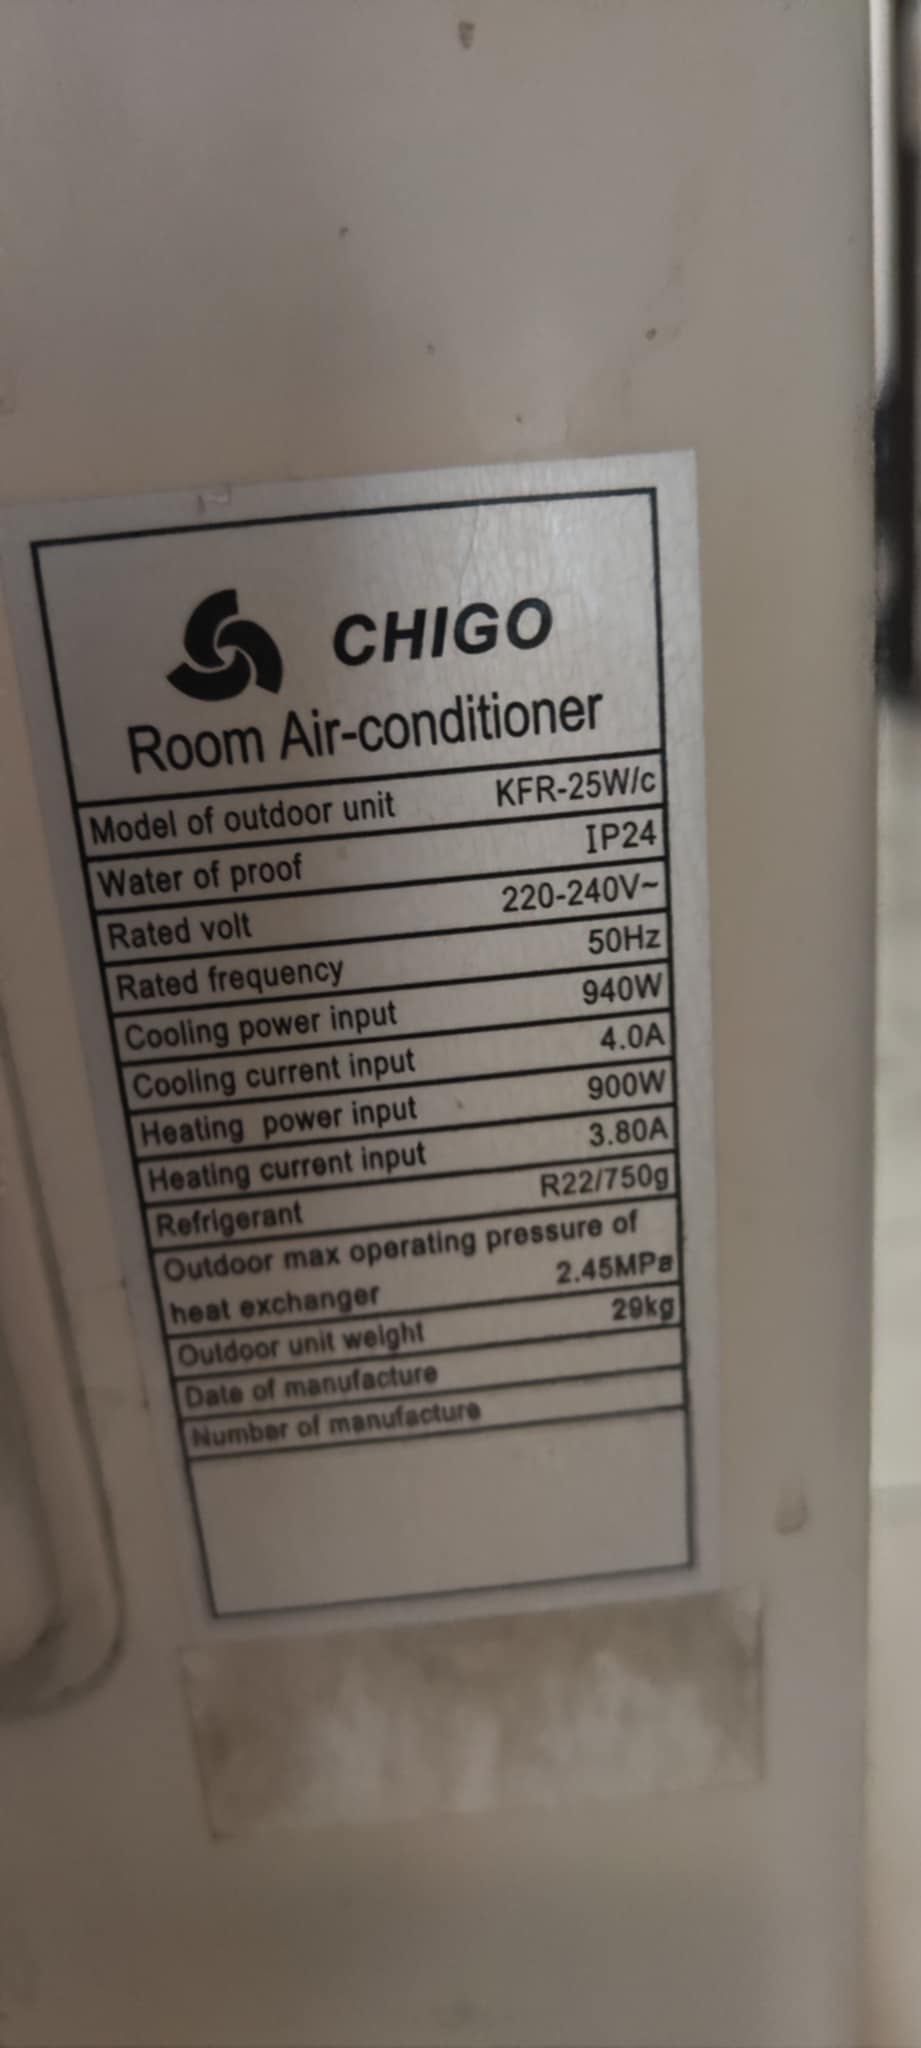 CHIGO
Room Air-conditioner
Model of outdoor unit KFR-25W/c
Water of proof IP24
Rated volt 220-240V~
Rated frequency 50Hz
Cooling power input 940W
Cooling current input 4.0A
Heating power input 900W
Heating current input 3.80A
Refrigerant R22/750g
Outdoor max operating pressure of
heat exchanger 2.45MPa
Outdoor unit weight 29kg
Date of manufacture
Number of manufacture